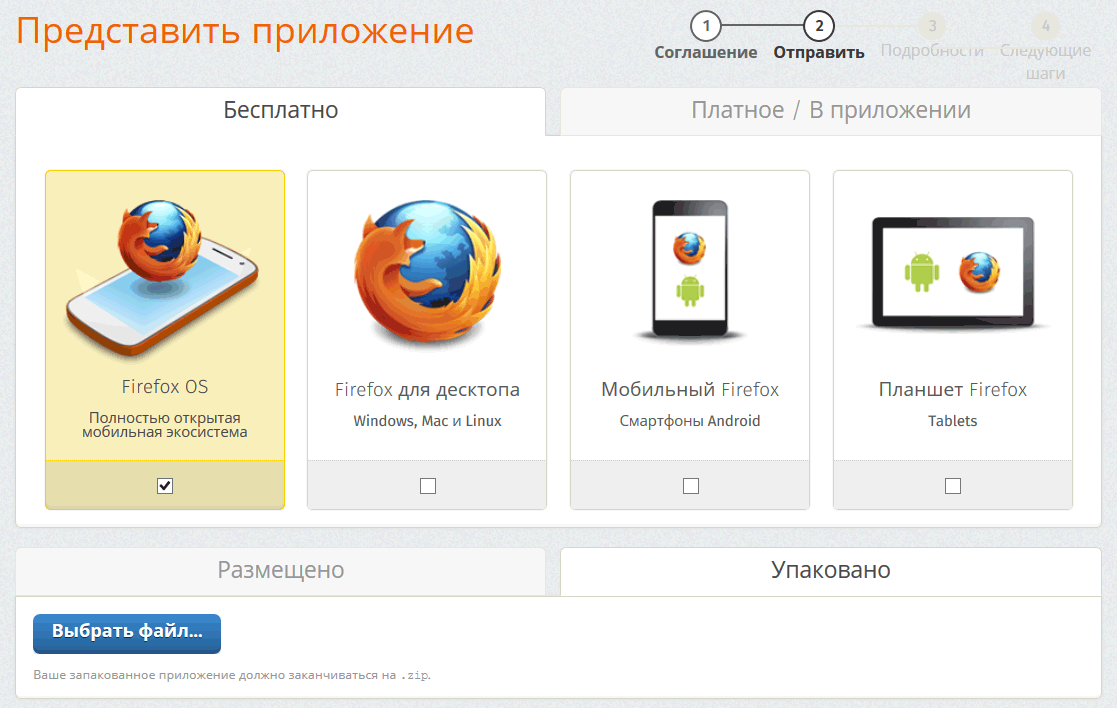 Представить приложение
1 2 3 4
Соглашение Отправить Подробности Следующие шаги
Бесплатно Платное / В приложении
Firefox OS
Полностью открытая
мобильная экосистема
Firefox для десктопа
Windows, Mac и Linux
Мобильный Firefox
Смартфоны Android
Планшет Firefox
Tablets
Размещено Упаковано
Выбрать файл...
Ваше запакованное приложение должно заканчиваться на .zip.